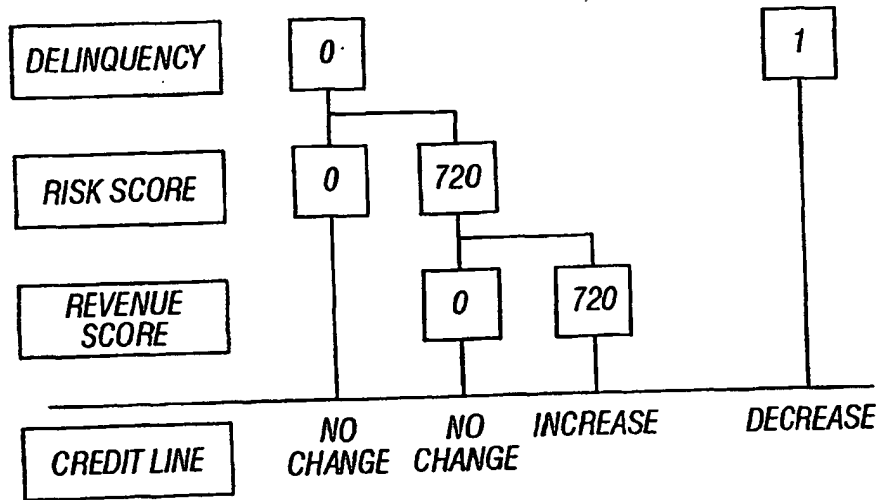 DELINQUENCY
0
1
RISK SCORE
0
720
REVENUE
SCORE
0
720
CREDIT LINE
NO
CHANGE
NO
CHANGE
INCREASE
DECREASE